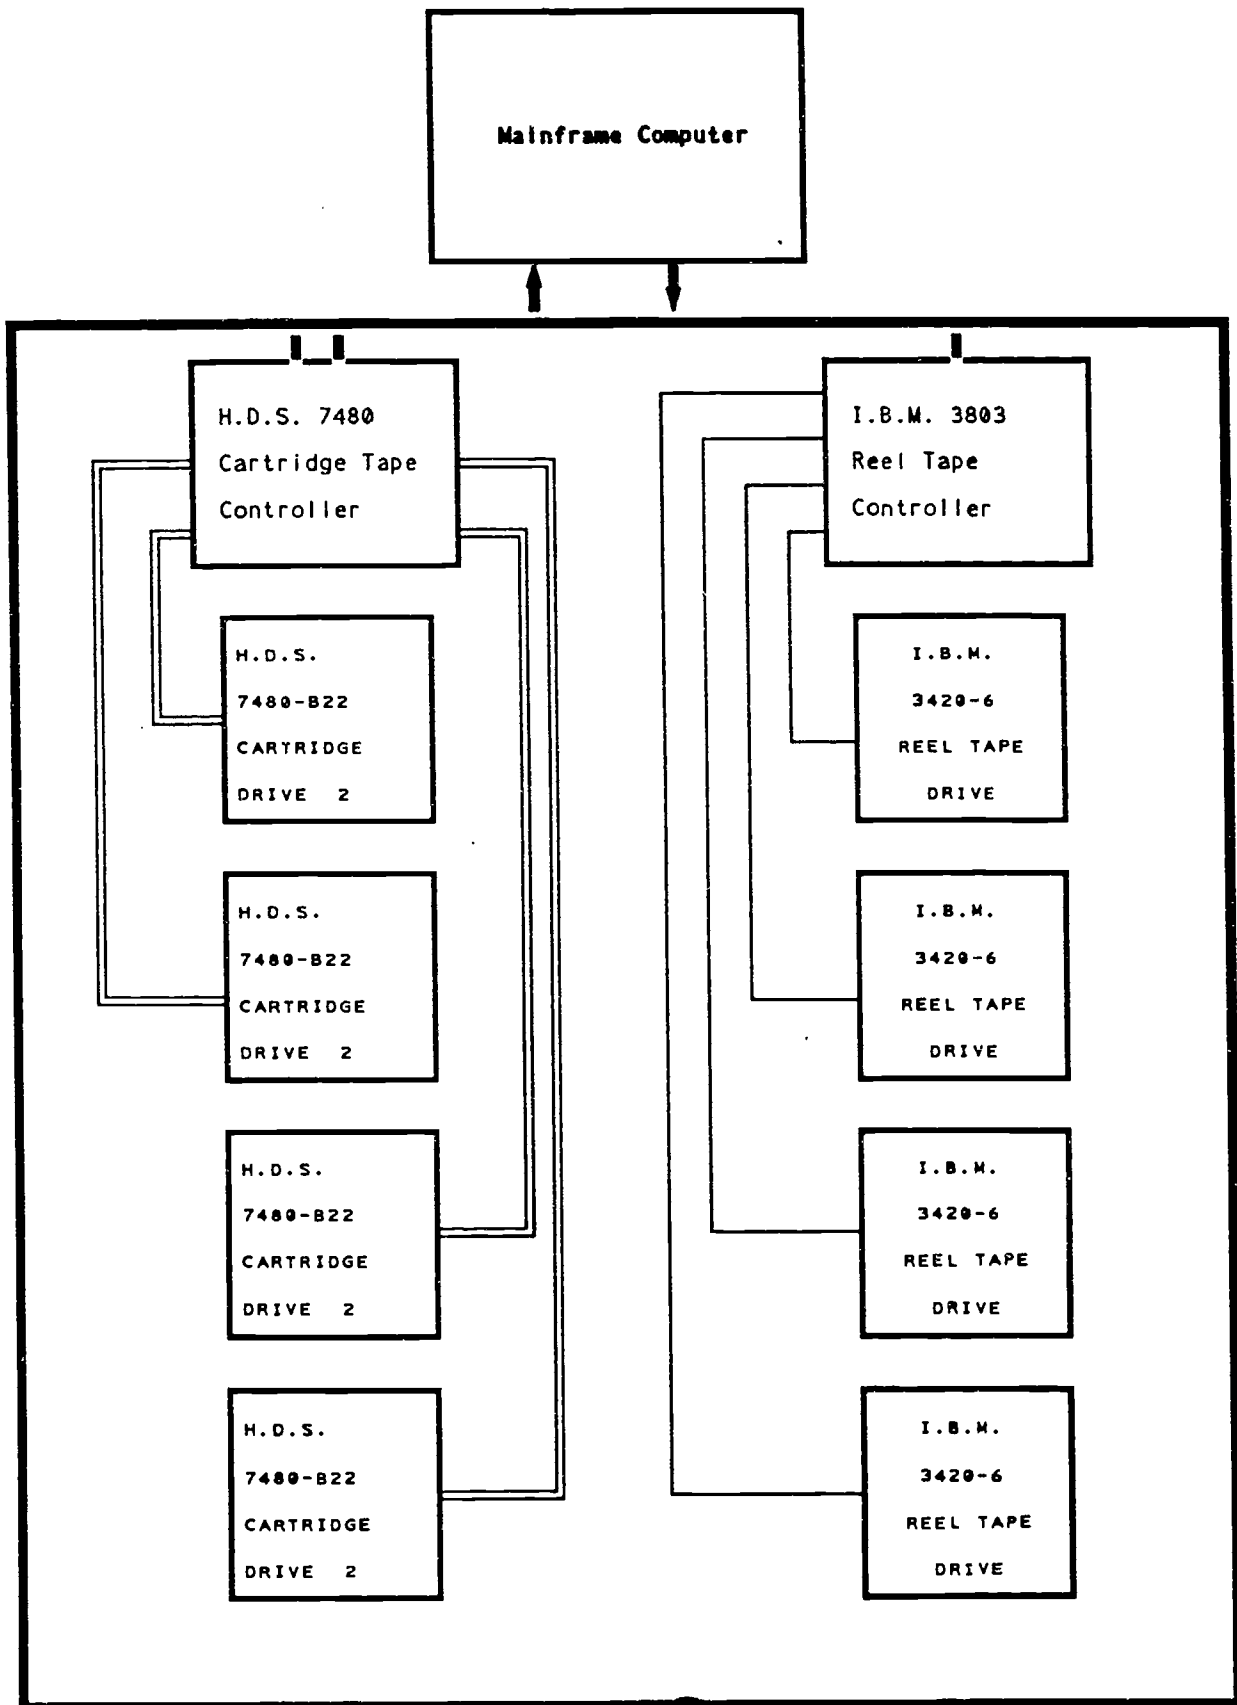 Mainframe Computer
H.D.S. 7480
Cartridge Tape
Controller
I.B.M. 3803
Reel Tape
Controller
H.D.S.
7480-B22
CARTRIDGE
DRIVE 2
I.B.M.
3420-6
REEL TAPE
DRIVE
H.D.S.
7480-B22
CARTRIDGE
DRIVE 2
I.B.M.
3420-6
REEL TAPE
DRIVE
H.D.S.
7480-B22
CARTRIDGE
DRIVE 2
I.B.M.
3420-6
REEL TAPE
DRIVE
H.D.S.
7480-B22
CARTRIDGE
DRIVE 2
I.B.M.
3420-6
REEL TAPE
DRIVE